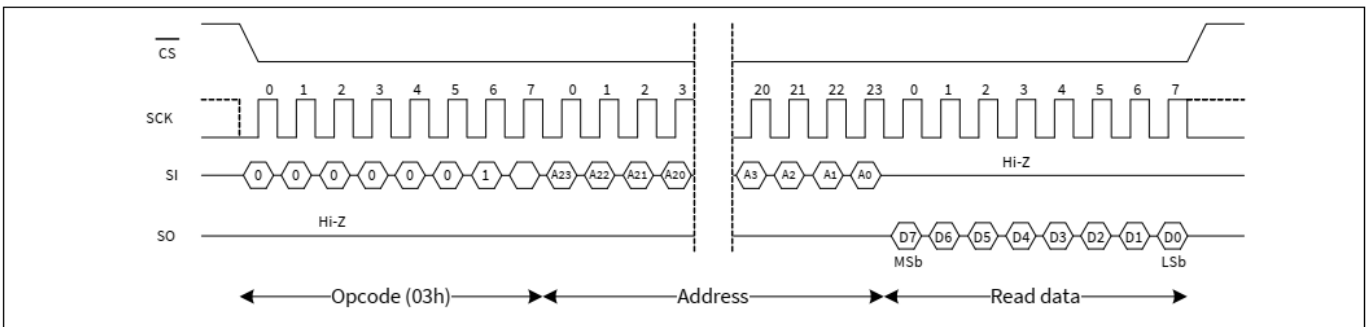 CS
0 1 2 3 4 5 6 7 0 1 2 3 20 21 22 23 0 1 2 3 4 5 6 7
SCK
Hi-Z
SI 0 0 0 0 0 0 1 A23 A22 A21 A20 A3 A2 A1 A0
Hi-Z
SO D7 D6 D5 D4 D3 D2 D1 D0
MSb LSb
Opcode (03h) Address Read data